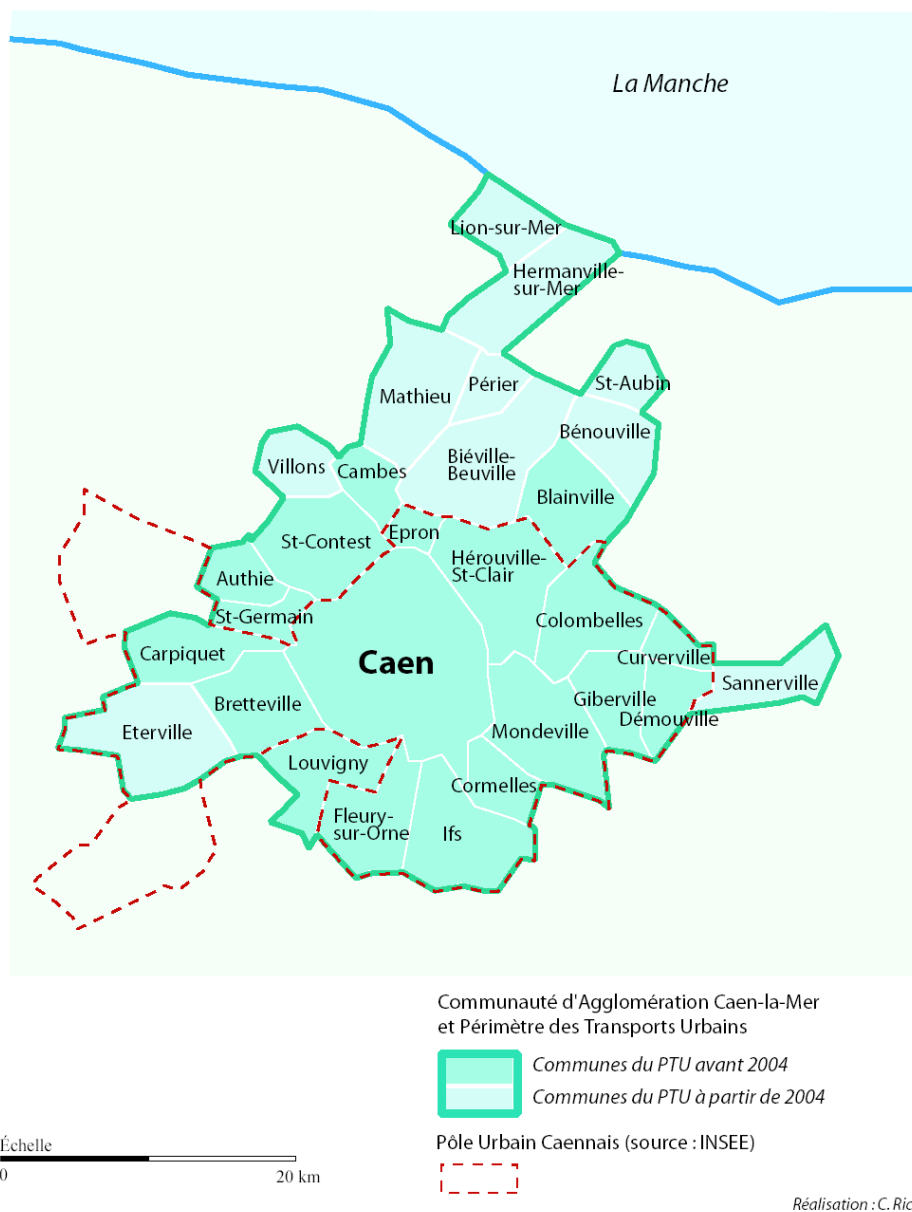 La Manche
Lion-sur-Mer
Hermanville-
sur-Mer
St-Aubin
Périer
Mathieu
Bénouville
Biéville-
Beuville
Villons
Cambes
Blainville
Epron
St-Contest
Hérouville-
St-Clair
Authie
St-Germain
Colombelles
Carpiquet
Caen
Curverville
Sannerville
Giberville
Bretteville
Démouville
Eterville
Mondeville
Louvigny
Cormelles
Fleury-
sur-Orne
Ifs
Communauté d'Agglomération Caen-la-Mer
et Périmètre des Transports Urbains
Communes du PTU avant 2004
Communes du PTU à partir de 2004
Pôle Urbain Caennais (source : INSEE)
Échelle
0 20 km
Réalisation : C. Ric